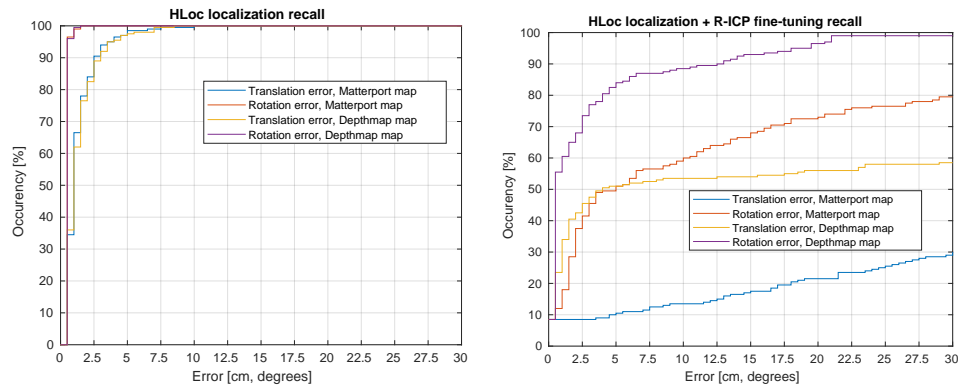 HLoc localization recall
100
90
80
70
60
50
40
30
20
10
0
Occurency [%]
Translation error, Matterport map
Rotation error, Matterport map
Translation error, Depthmap map
Rotation error, Depthmap map
0 2.5 5 7.5 10 12.5 15 17.5 20 22.5 25 27.5 30
Error [cm, degrees]
HLoc localization + R-ICP fine-tuning recall
100
90
80
70
60
50
40
30
20
10
0
Occurency [%]
Translation error, Matterport map
Rotation error, Matterport map
Translation error, Depthmap map
Rotation error, Depthmap map
0 2.5 5 7.5 10 12.5 15 17.5 20 22.5 25 27.5 30
Error [cm, degrees]